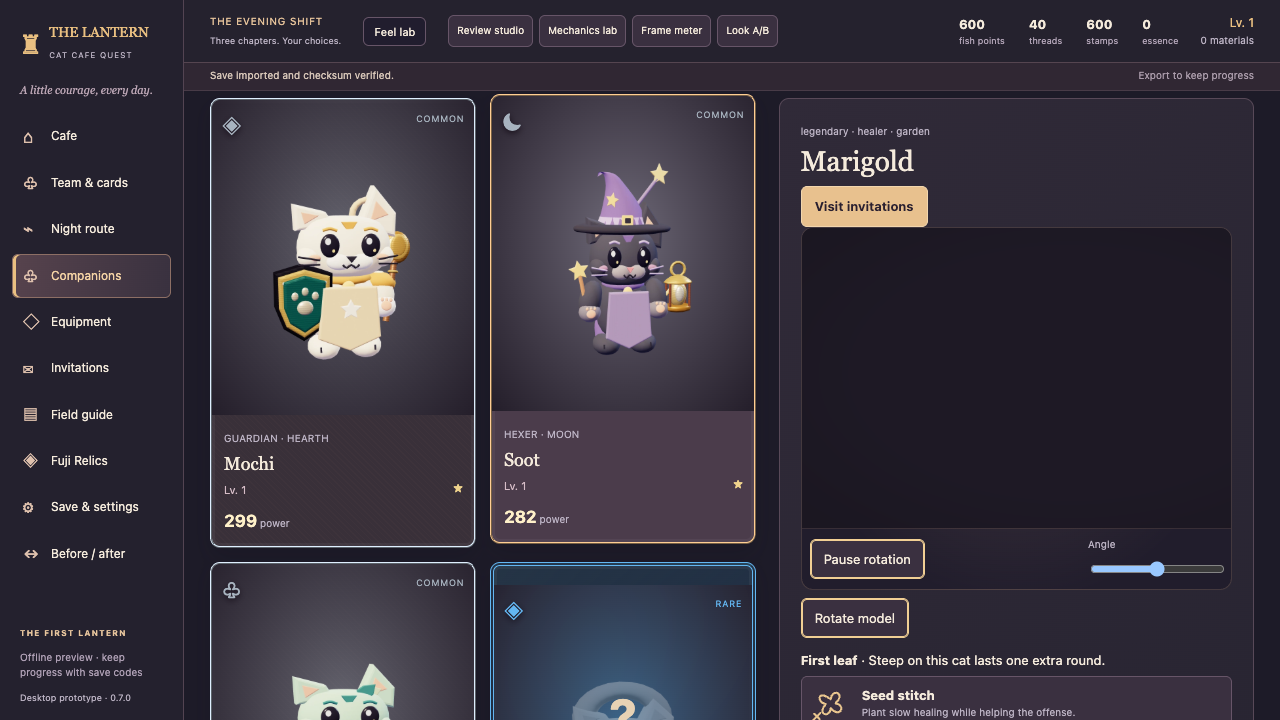 THE LANTERN
CAT CAFE QUEST
A little courage, every day.
Cafe
Team & cards
Night route
Companions
Equipment
Invitations
Field guide
Fuji Relics
Save & settings
Before / after
THE FIRST LANTERN
Offline preview · keep
progress with save codes
Desktop prototype · 0.7.0
THE EVENING SHIFT
Three chapters. Your choices.
Feel lab
Review studio
Mechanics lab
Frame meter
Look A/B
600
fish points
40
threads
600
stamps
0
essence
Lv. 1
0 materials
Save imported and checksum verified.
Export to keep progress
COMMON
GUARDIAN · HEARTH
Mochi
Lv. 1
299 power
COMMON
HEXER · MOON
Soot
Lv. 1
282 power
COMMON
RARE
?
legendary · healer · garden
Marigold
Visit invitations
Pause rotation
Angle
Rotate model
First leaf · Steep on this cat lasts one extra round.
Seed stitch
Plant slow healing while helping the offense.